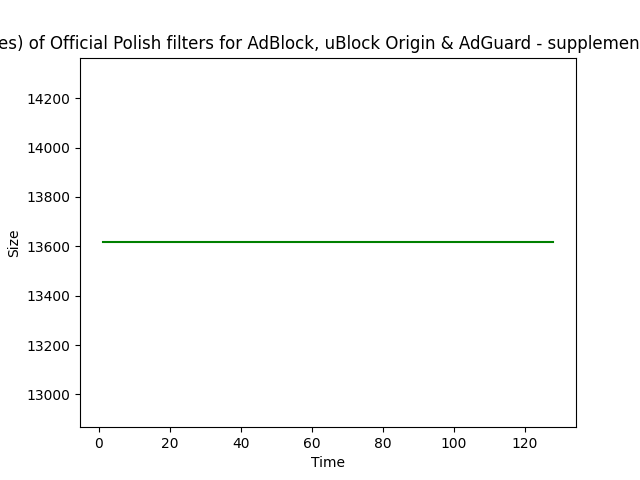 es) of Official Polish filters for AdBlock, uBlock Origin & AdGuard - supplemen
14200
14000
13800
13600
13400
13200
13000
Size
0 20 40 60 80 100 120
Time